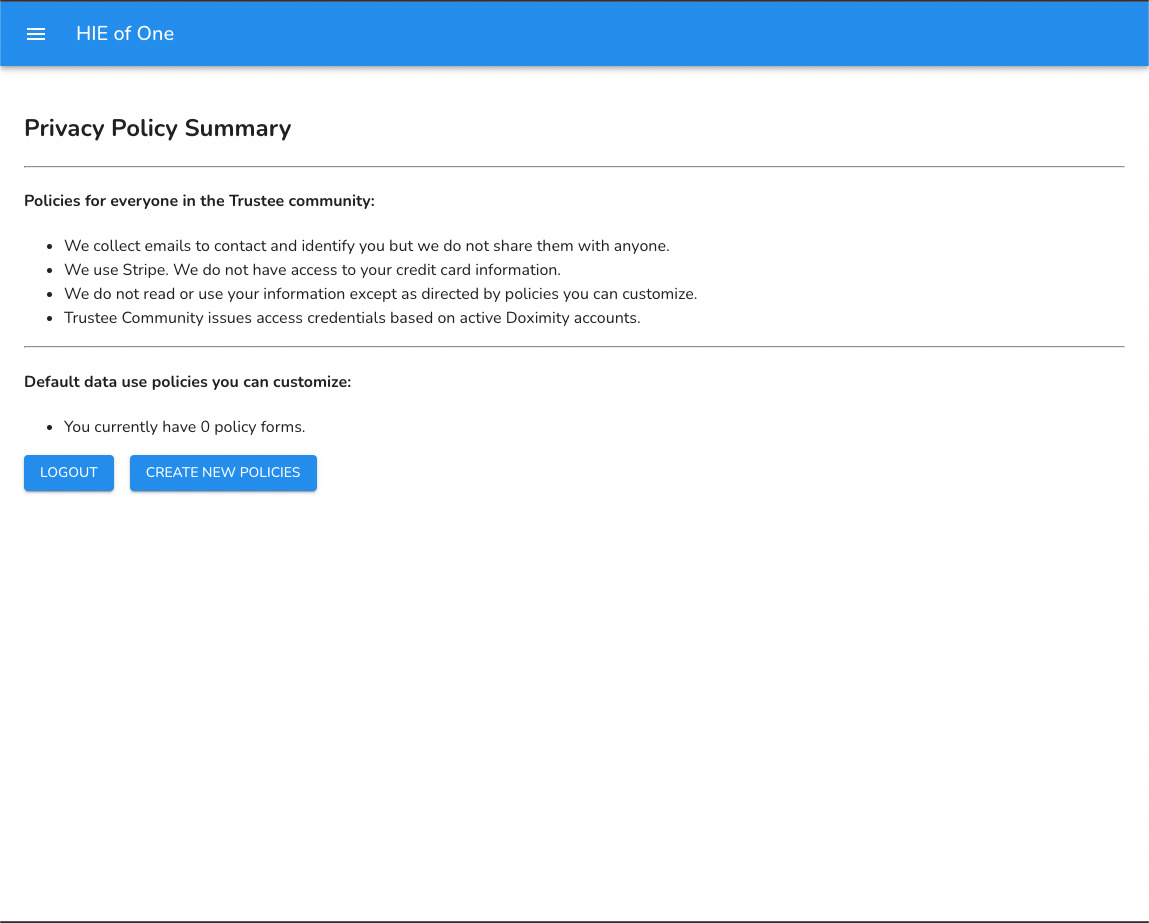 HIE of One
Privacy Policy Summary
Policies for everyone in the Trustee community:
We collect emails to contact and identify you but we do not share them with anyone.
We use Stripe. We do not have access to your credit card information.
We do not read or use your information except as directed by policies you can customize.
Trustee Community issues access credentials based on active Doximity accounts.
Default data use policies you can customize:
You currently have 0 policy forms.
LOGOUT
CREATE NEW POLICIES